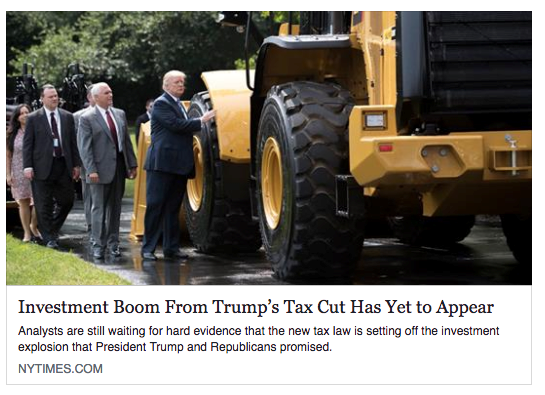 Investment Boom From Trump's Tax Cut Has Yet to Appear
Analysts are still waiting for hard evidence that the new tax law is setting off the investment
explosion that President Trump and Republicans promised.
NYTIMES.COM